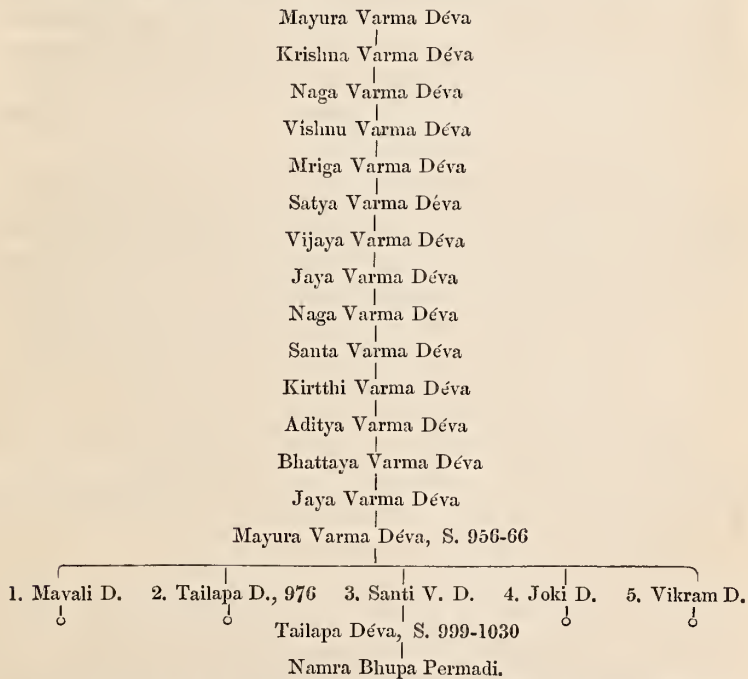 Mayura Varma Déva
Krishna Varma Déva
Naga Varma Déva
Vishnu Varma Déva
Mriga Varma Déva
Satya Varma Déva
Vijaya Varma Déva
Jaya Varma Déva
Naga Varma Déva
Santa Varma Déva
Kirtthi Varma Déva
Aditya Varma Déva
Bhattaya Varma Déva
Jaya Varma Déva
Mayura Varma Déva, S. 956-66
1. Mavali D. 2. Tailapa D., 976 3. Santi V. D. 4. Joki D. 5. Vikram D.
Tailapa Déva, S. 999-1030
Namra Bhupa Permadi.